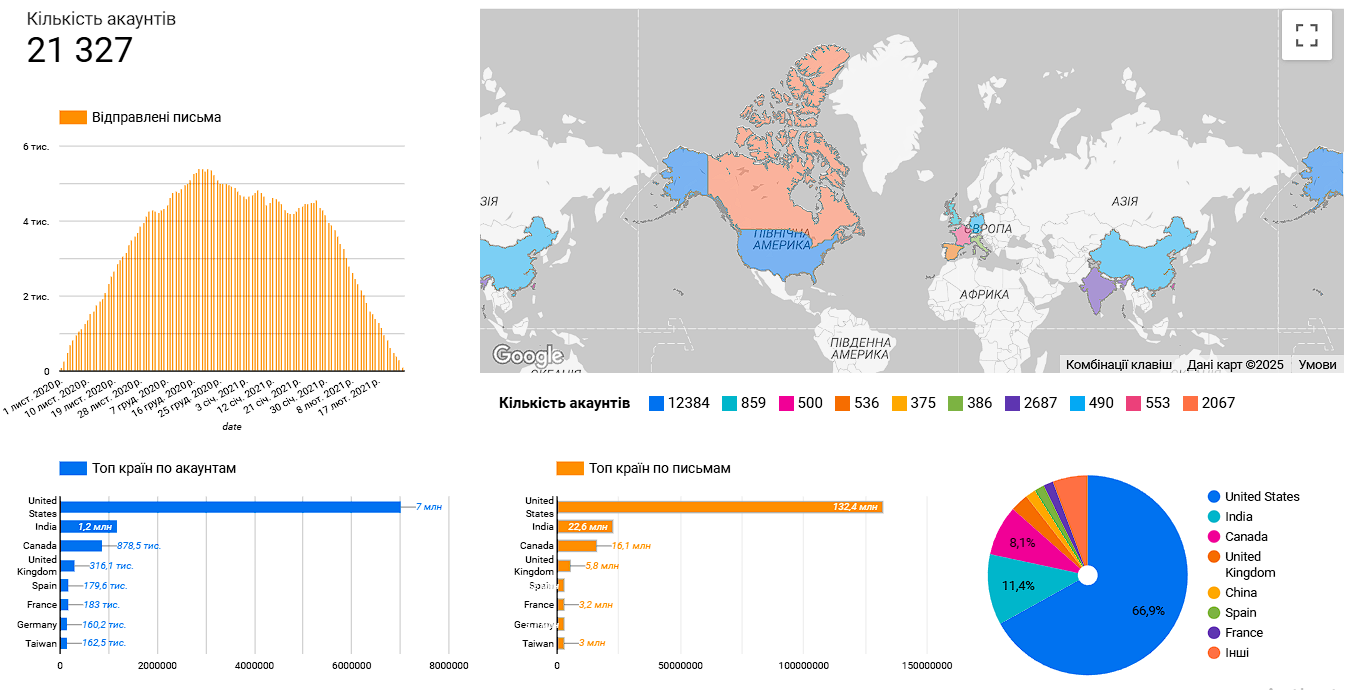 Кількість акаунтів
21 327
Відправлені письма
6 тис.
4 тис.
2 тис.
0
1 лист. 2020 р.
10 лист. 2020 р.
19 лист. 2020 р.
28 лист. 2020 р.
7 груд. 2020 р.
16 груд. 2020 р.
25 груд. 2020 р.
3 січ. 2021 р.
12 січ. 2021 р.
21 січ. 2021 р.
30 січ. 2021 р.
8 лют. 2021 р.
17 лют. 2021 р.
date
ЗІЯ
ПІВНІЧНА
АМЕРИКА
ЄВРОПА
АЗІЯ
АФРИКА
ПІВДЕННА
АМЕРИКА
Google
Комбінації клавіш
Дані карт ©2025
Умови
Кількість акаунтів 12384 859 500 536 375 386 2687 490 553 2067
Топ країн по акаунтам
United States 7 млн
India 1,2 млн
Canada 878,5 тис.
United Kingdom 316,1 тис.
Spain 179,6 тис.
France 183 тис.
Germany 160,2 тис.
Taiwan 162,5 тис.
0 2000000 4000000 6000000 8000000
Топ країн по письмам
United States 132,4 млн
India 22,6 млн
Canada 16,1 млн
United Kingdom 5,8 млн
Spain
France 3,2 млн
Germany
Taiwan 3 млн
0 50000000 100000000 150000000
8,1%
11,4%
66,9%
United States
India
Canada
United
Kingdom
China
Spain
France
Інші